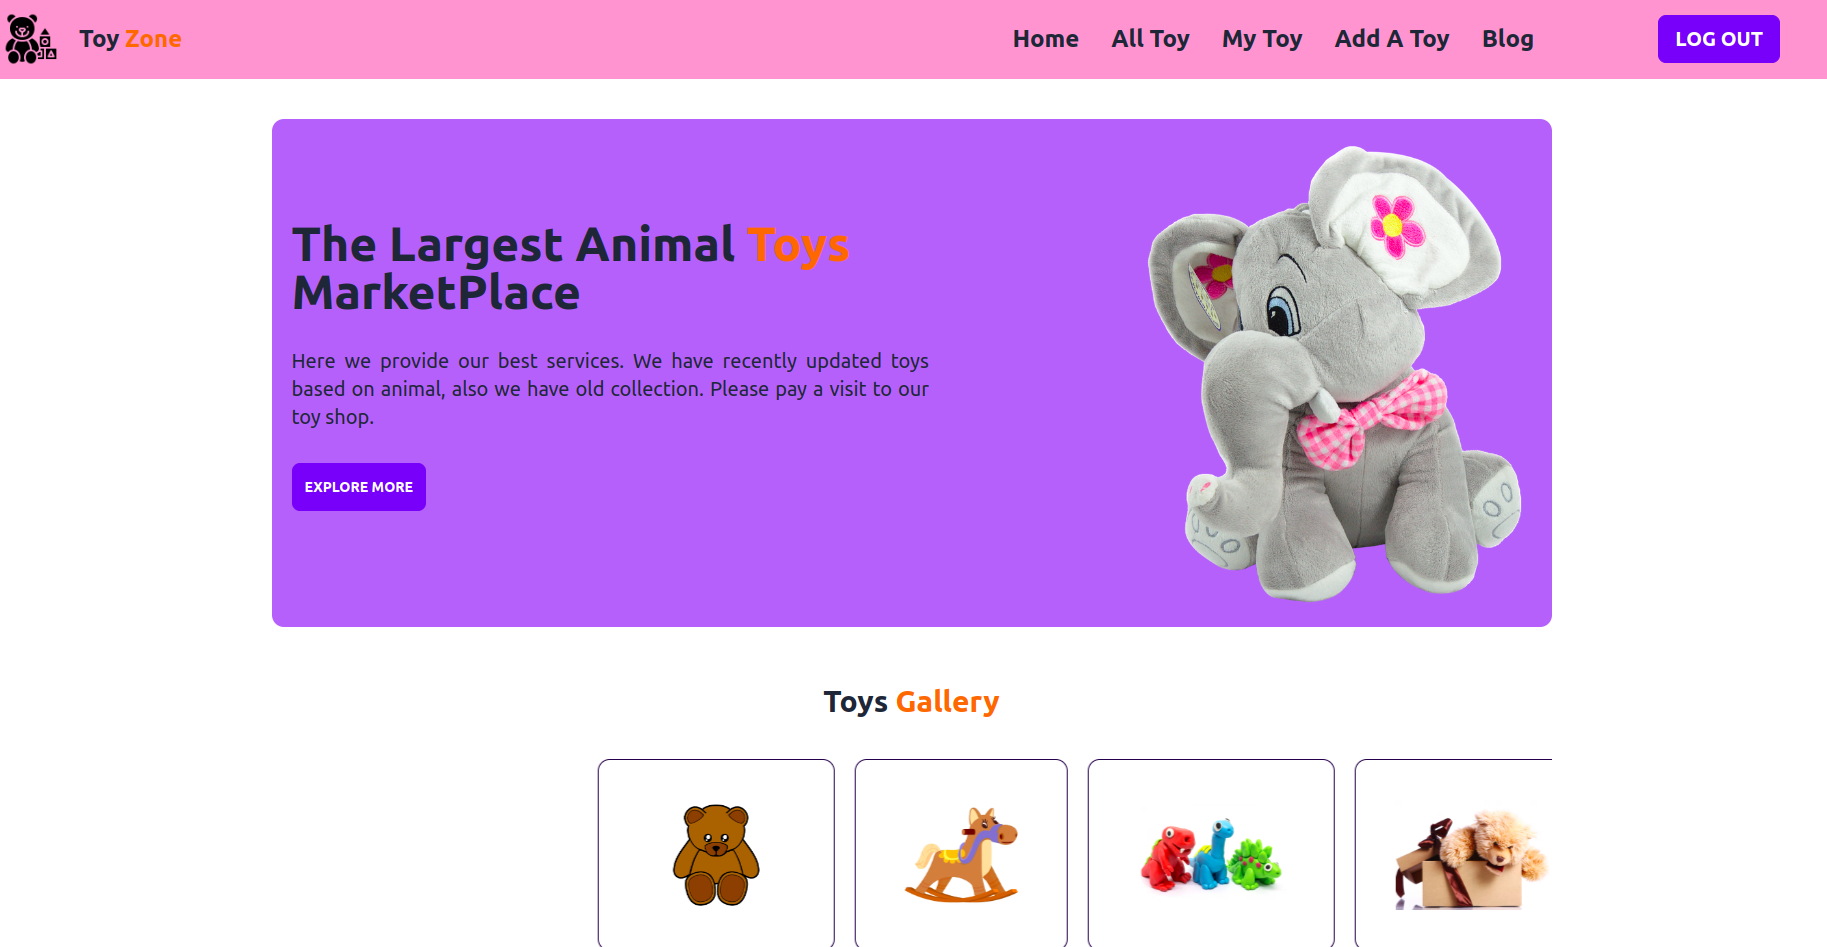 Toy Zone
Home
All Toy
My Toy
Add A Toy
Blog
LOG OUT
The Largest Animal Toys
MarketPlace
Here we provide our best services. We have recently updated toys
based on animal, also we have old collection. Please pay a visit to our
toy shop.
EXPLORE MORE
Toys Gallery